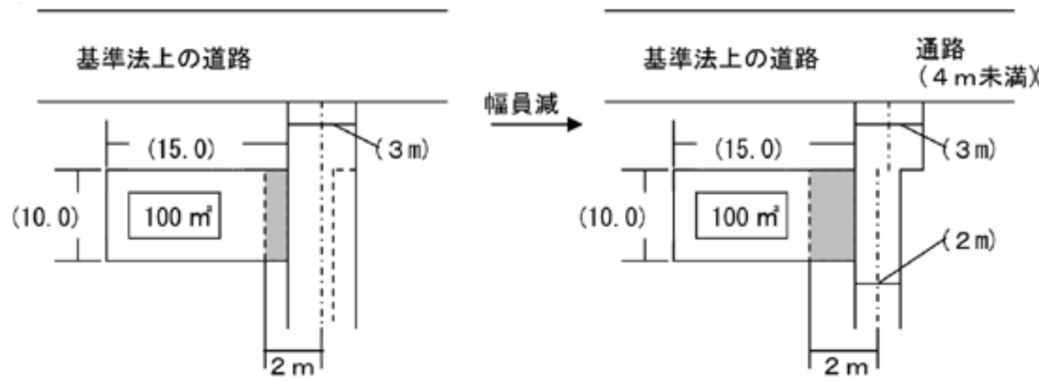 基準法上の道路
(15.0)
(3m)
(10.0)
100㎡
2m
幅員減
基準法上の道路
通路
(4m未満)
(15.0)
(3m)
(10.0)
100㎡
(2m)
2m